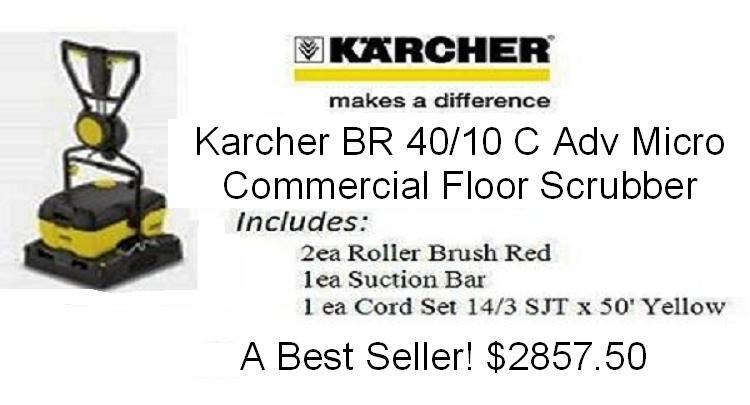 KÄRCHER
makes a difference
Karcher BR 40/10 C Adv Micro
Commercial Floor Scrubber
Includes:
2ea Roller Brush Red
1ea Suction Bar
1 ea Cord Set 14/3 SJT x 50' Yellow
A Best Seller! $2857.50